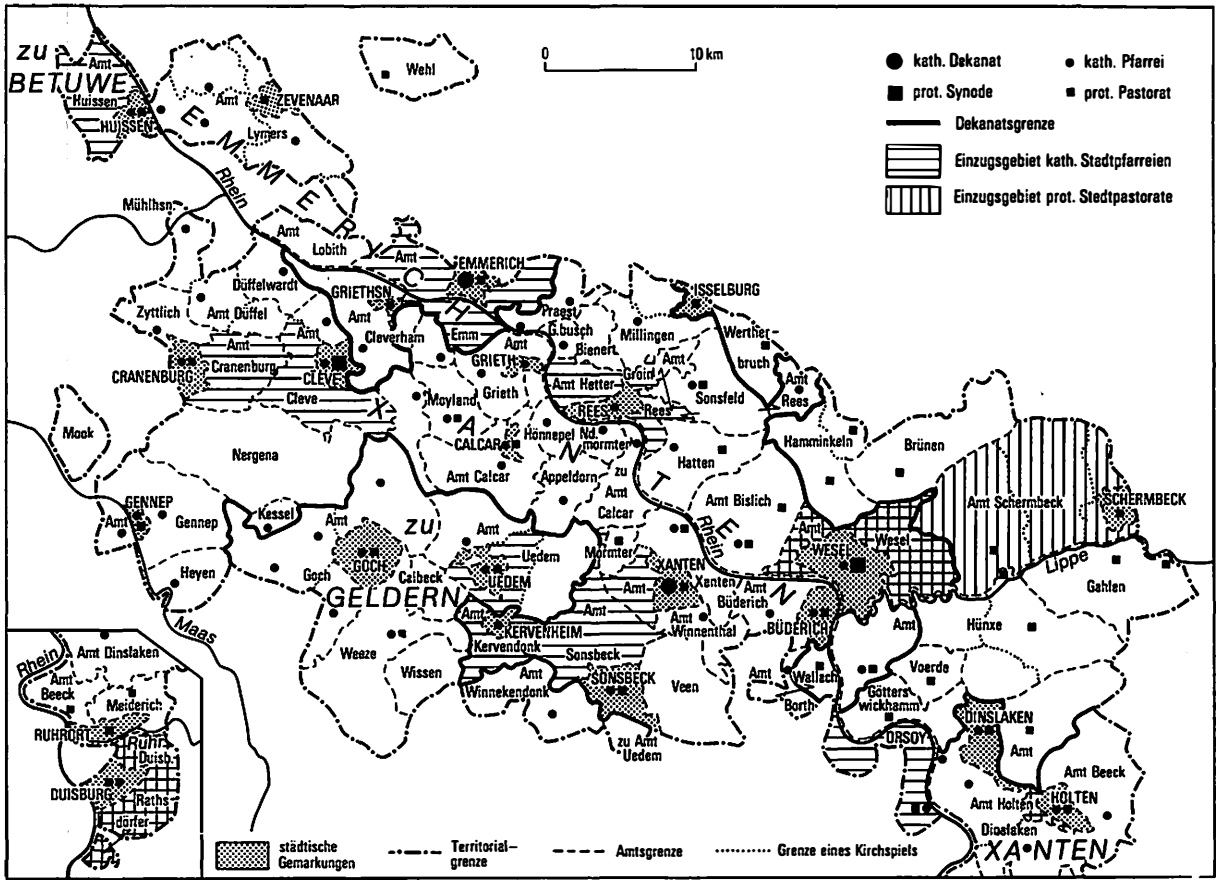 zu
BETUWE
Amt
Huissen
HUISSEN
Amt
Lymers
ZEVENAAR
Wehl
EMMERICH
Rhein
0 10 km
kath. Dekanat
kath. Pfarrei
prot. Synode
prot. Pastorat
Dekanatsgrenze
Einzugsgebiet kath. Stadtpfarreien
Einzugsgebiet prot. Stedtpastorate
Mühlhsn.
Amt
Lobith
Amt
EMMERICH
Düffelwardt
GRIETHSN
Zyttlich
Amt Düffel
Amt
Amt
Cleverham
Emm
Praest
G.busch
Bienert
Millingen
ISSELBURG
Werther
bruch
Amt
Cranenburg
CRANENBURG
CLEVE
Cleve
GRIETH
Grieth
Moyland
Amt Hetter
Groin
Amt
Sonsfeld
Amt
Rees
REES
Rees
XANTEN
Mook
Nergena
CALCAR
Hönnepel
Nd.
mormter
Amt Calcar
Appeldorn
zu
Amt
Calcar
Hatten
Hamminkeln
Brünen
Amt Bislich
Rhein
Amt Schermbeck
SCHERMBECK
GENNEP
Amt
Gennep
Kessel
Amt
Goch
GOCH
zu
GELDERN
Calbeck
Amt
Uedem
UEDEM
Mörmter
Amt
XANTEN
Xanten
Amt
WESEL
Wesel
Lippe
Gahlen
Heyen
Maas
Weeze
Wissen
KERVENHEIM
Kervendonk
Amt
Winnekendonk
Amt
Sonsbeck
SONSBECK
Amt
Winnenthal
Veen
Amt
Büderich
BÜDERICH
Amt
Borth
Wallach
Amt
Hünxe
Voerde
Götters
wickhamm
zu Amt
Uedem
ORSOY
DINSLAKEN
Amt
Dinslaken
Amt Holten
HOLTEN
Amt Beeck
XANTEN
Rhein
Amt Dinslaken
Amt
Beeck
Meiderich
RUHRORT
Ruhr
Duisb.
DUISBURG
Raths
dörfer
städtische
Gemarkungen
Territorial-
grenze
Amtsgrenze
Grenze eines Kirchspiels